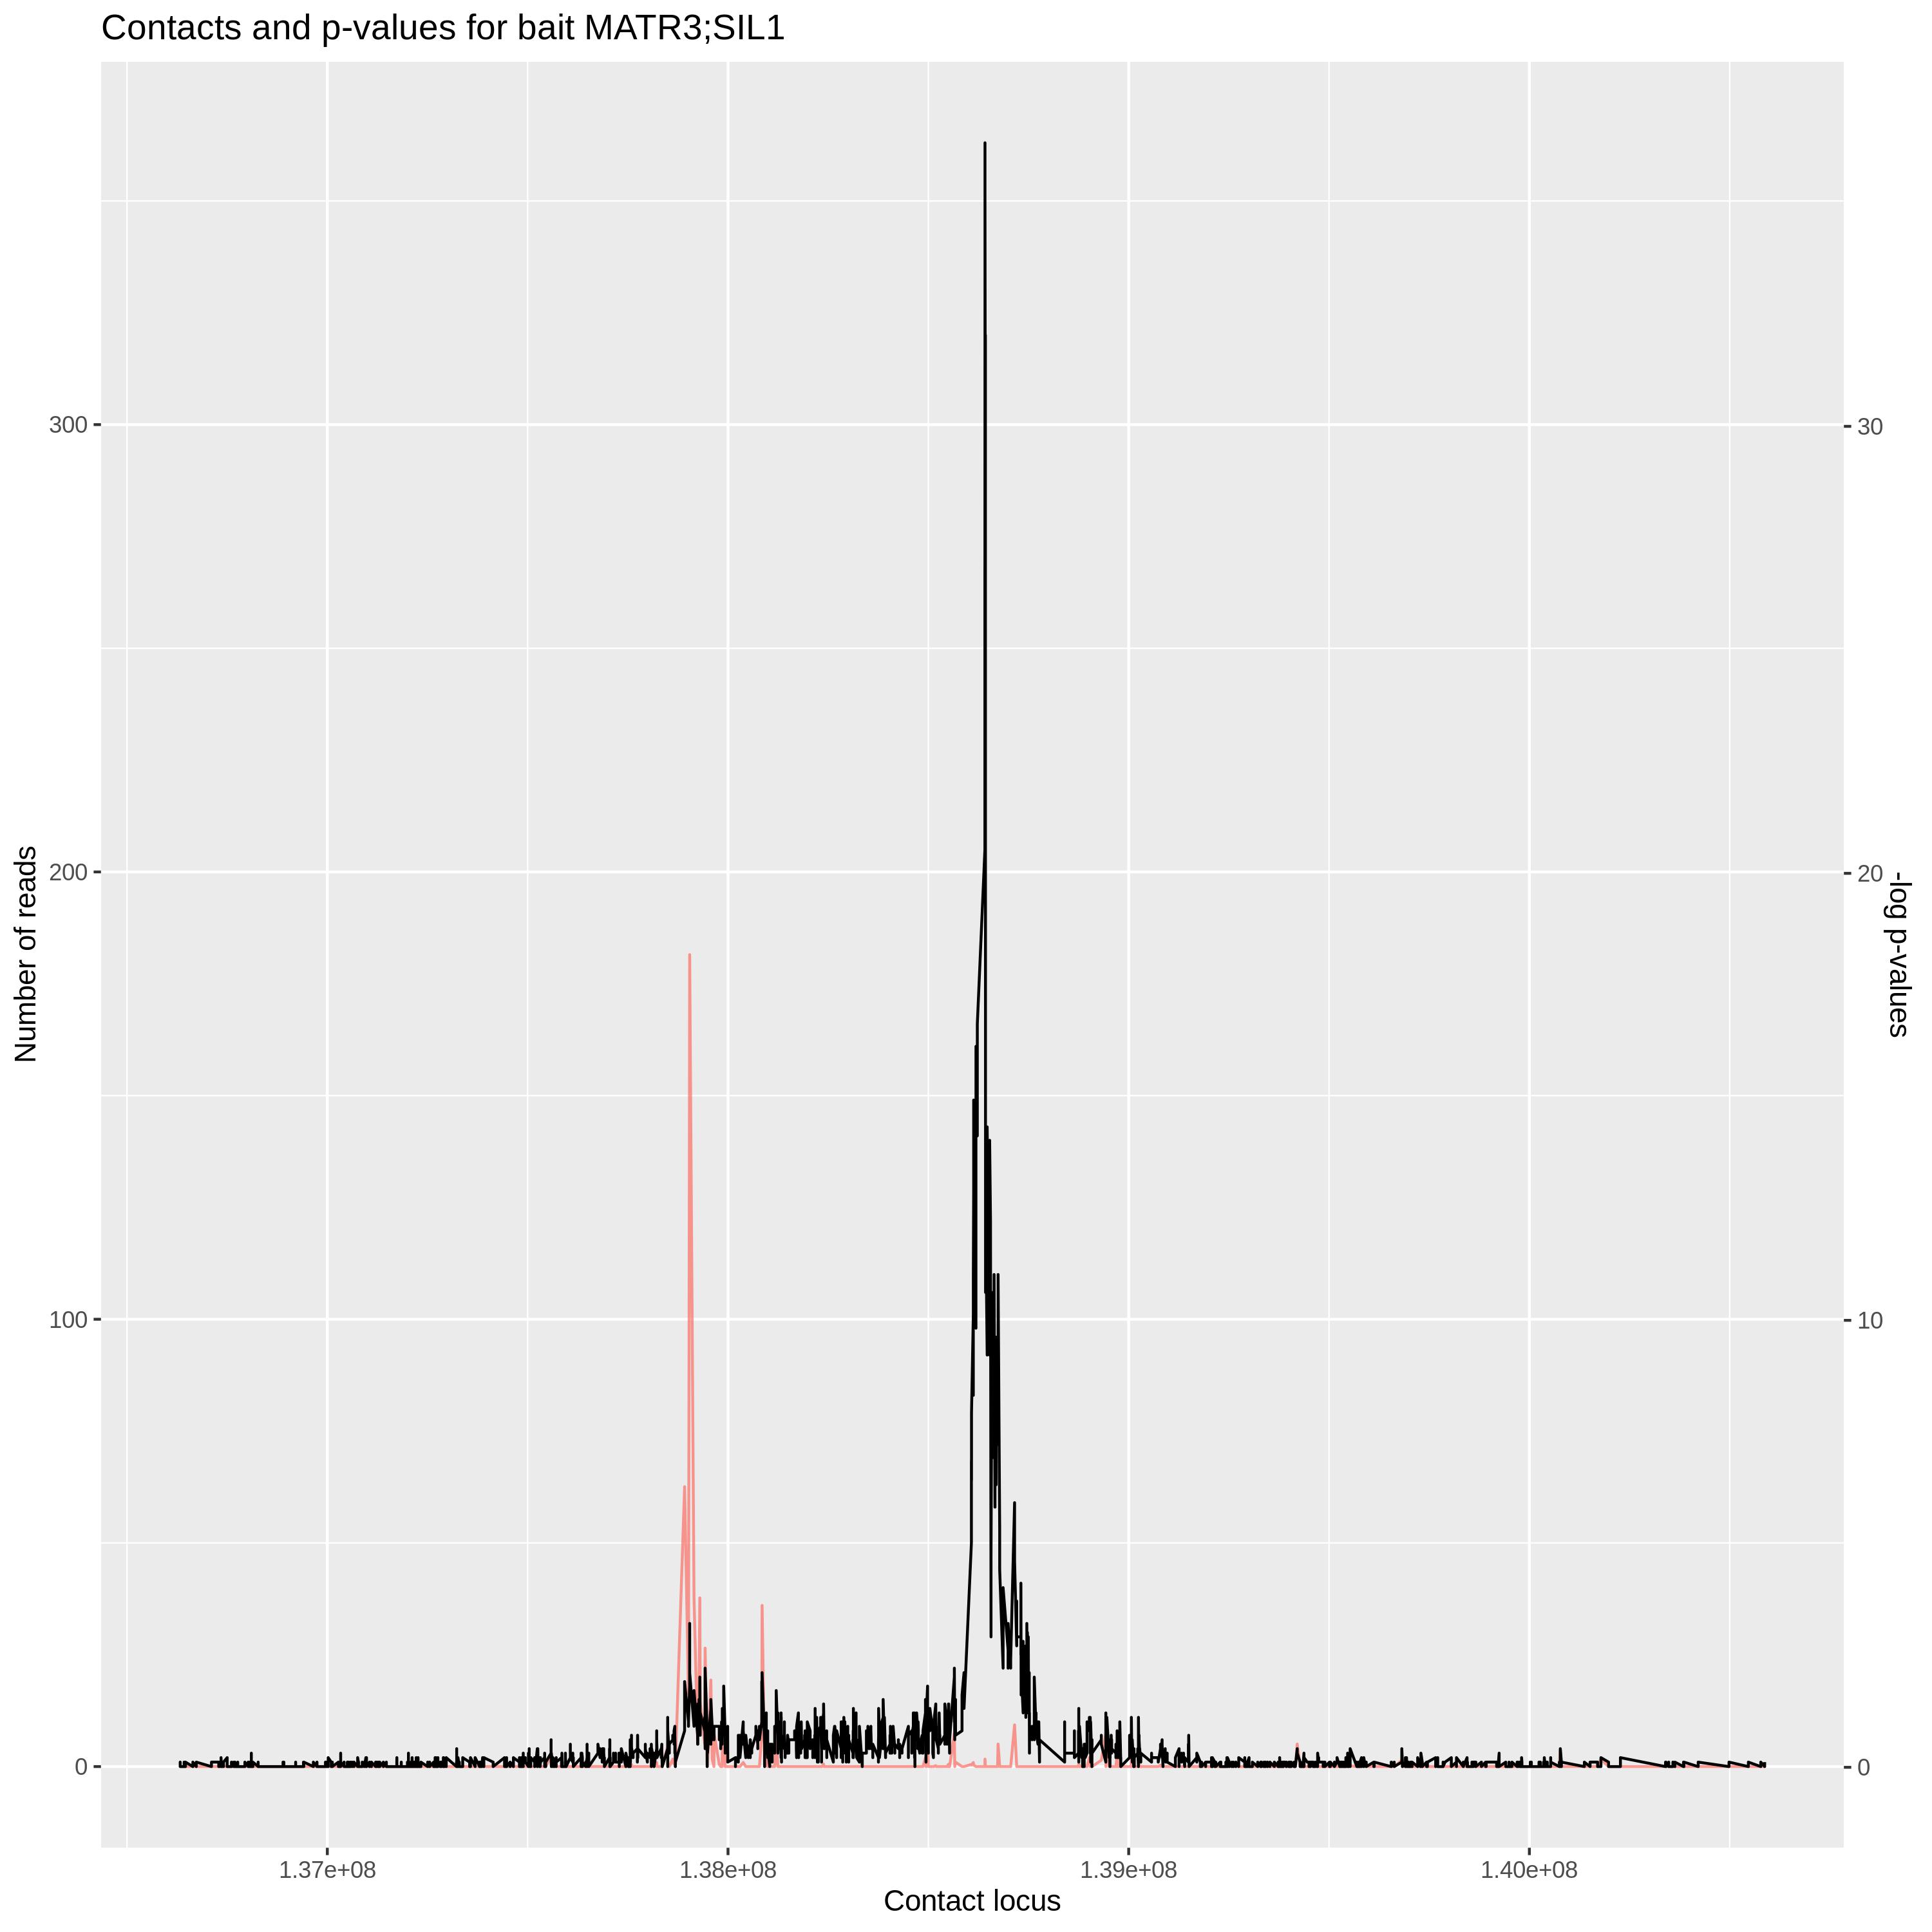 Contacts and p-values for bait MATR3;SIL1
300
200
100
0
30
20
10
0
Number of reads
-log p-values
1.37e+08
1.38e+08
1.39e+08
1.40e+08
Contact locus